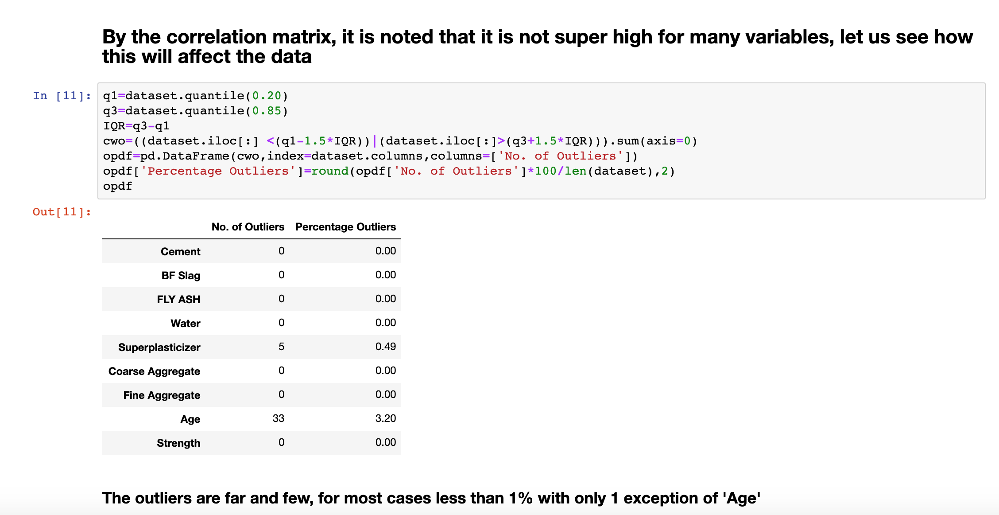 By the correlation matrix, it is noted that it is not super high for many variables, let us see how
this will affect the data
In [11]:
q1=dataset.quantile(0.20)
q3=dataset.quantile(0.85)
IQR=q3-q1
cwo=((dataset.iloc[:] <(q1-1.5*IQR))|(dataset.iloc[:]>(q3+1.5*IQR))).sum(axis=0)
opdf=pd.DataFrame(cwo,index=dataset.columns,columns=['No. of Outliers'])
opdf['Percentage Outliers']=round(opdf['No. of Outliers']*100/len(dataset),2)
opdf
Out[11]:
No. of Outliers Percentage Outliers
Cement 0 0.00
BF Slag 0 0.00
FLY ASH 0 0.00
Water 0 0.00
Superplasticizer 5 0.49
Coarse Aggregate 0 0.00
Fine Aggregate 0 0.00
Age 33 3.20
Strength 0 0.00
The outliers are far and few, for most cases less than 1% with only 1 exception of 'Age'